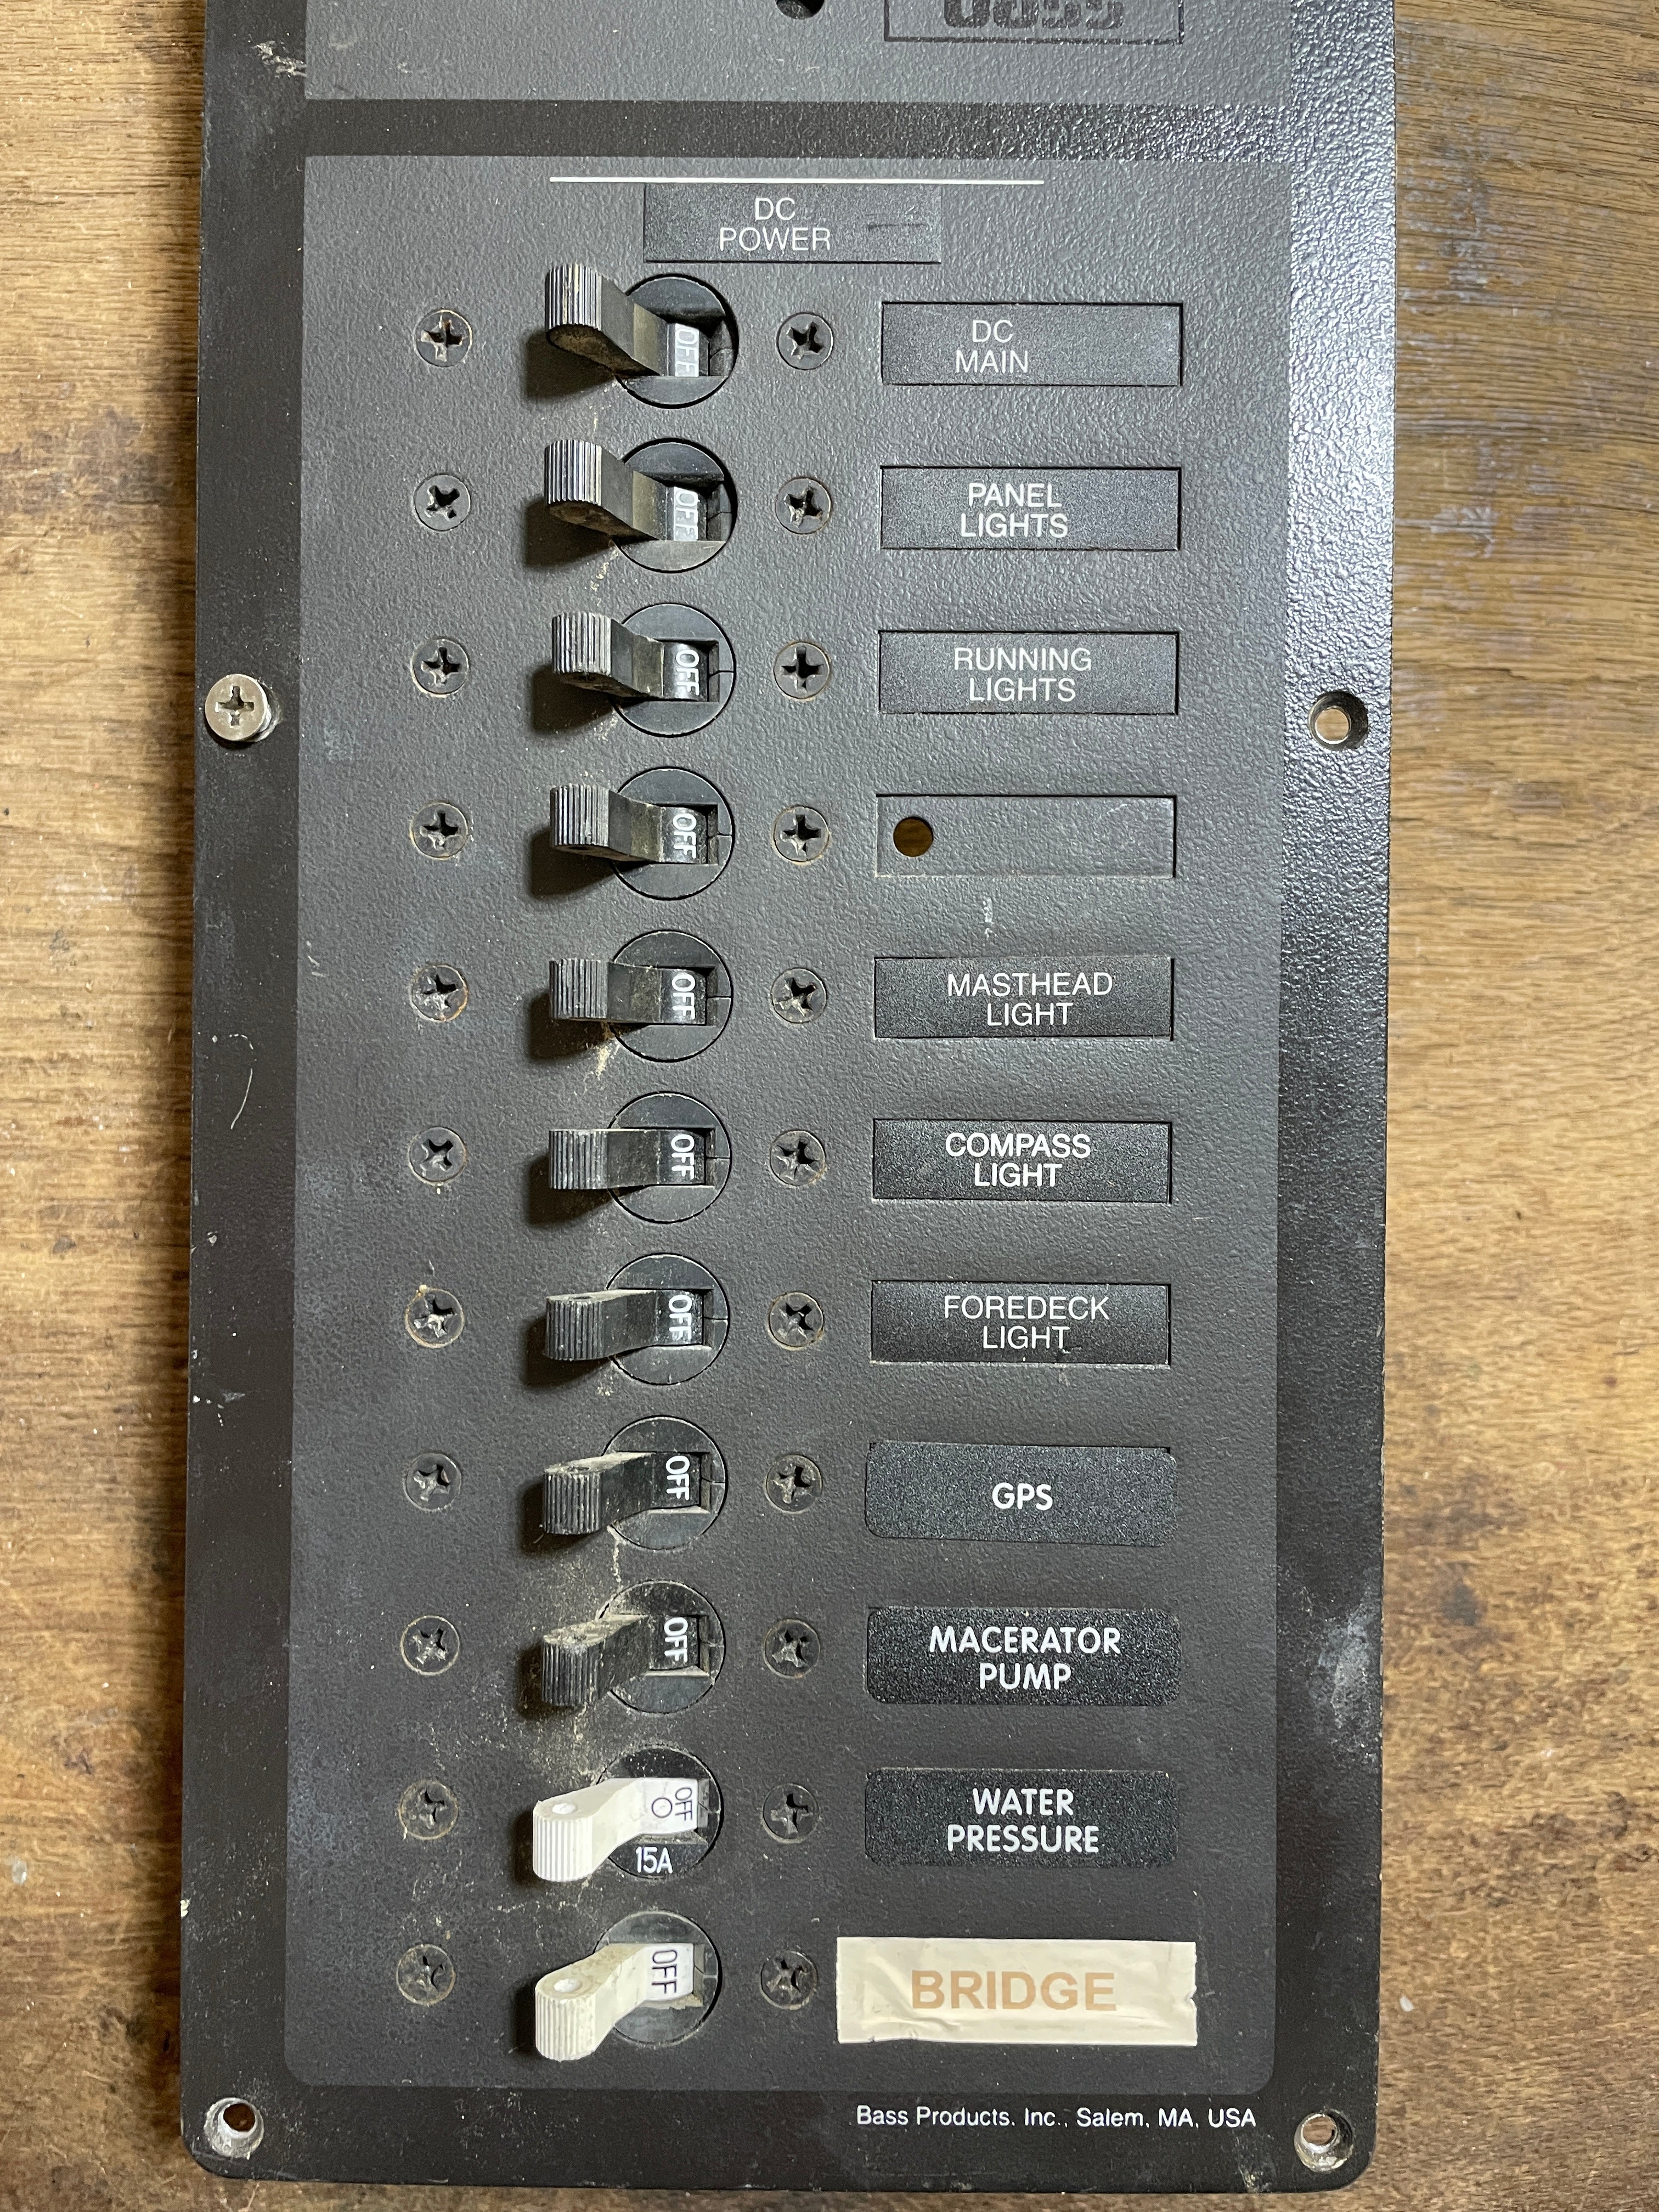 Bass
DC
POWER
OFF
DC
MAIN
OFF
PANEL
LIGHTS
OFF
RUNNING
LIGHTS
OFF
OFF
MASTHEAD
LIGHT
OFF
COMPASS
LIGHT
OFF
FOREDECK
LIGHT
OFF
GPS
OFF
MACERATOR
PUMP
OFF
15A
WATER
PRESSURE
OFF
BRIDGE
Bass Products, Inc., Salem, MA, USA